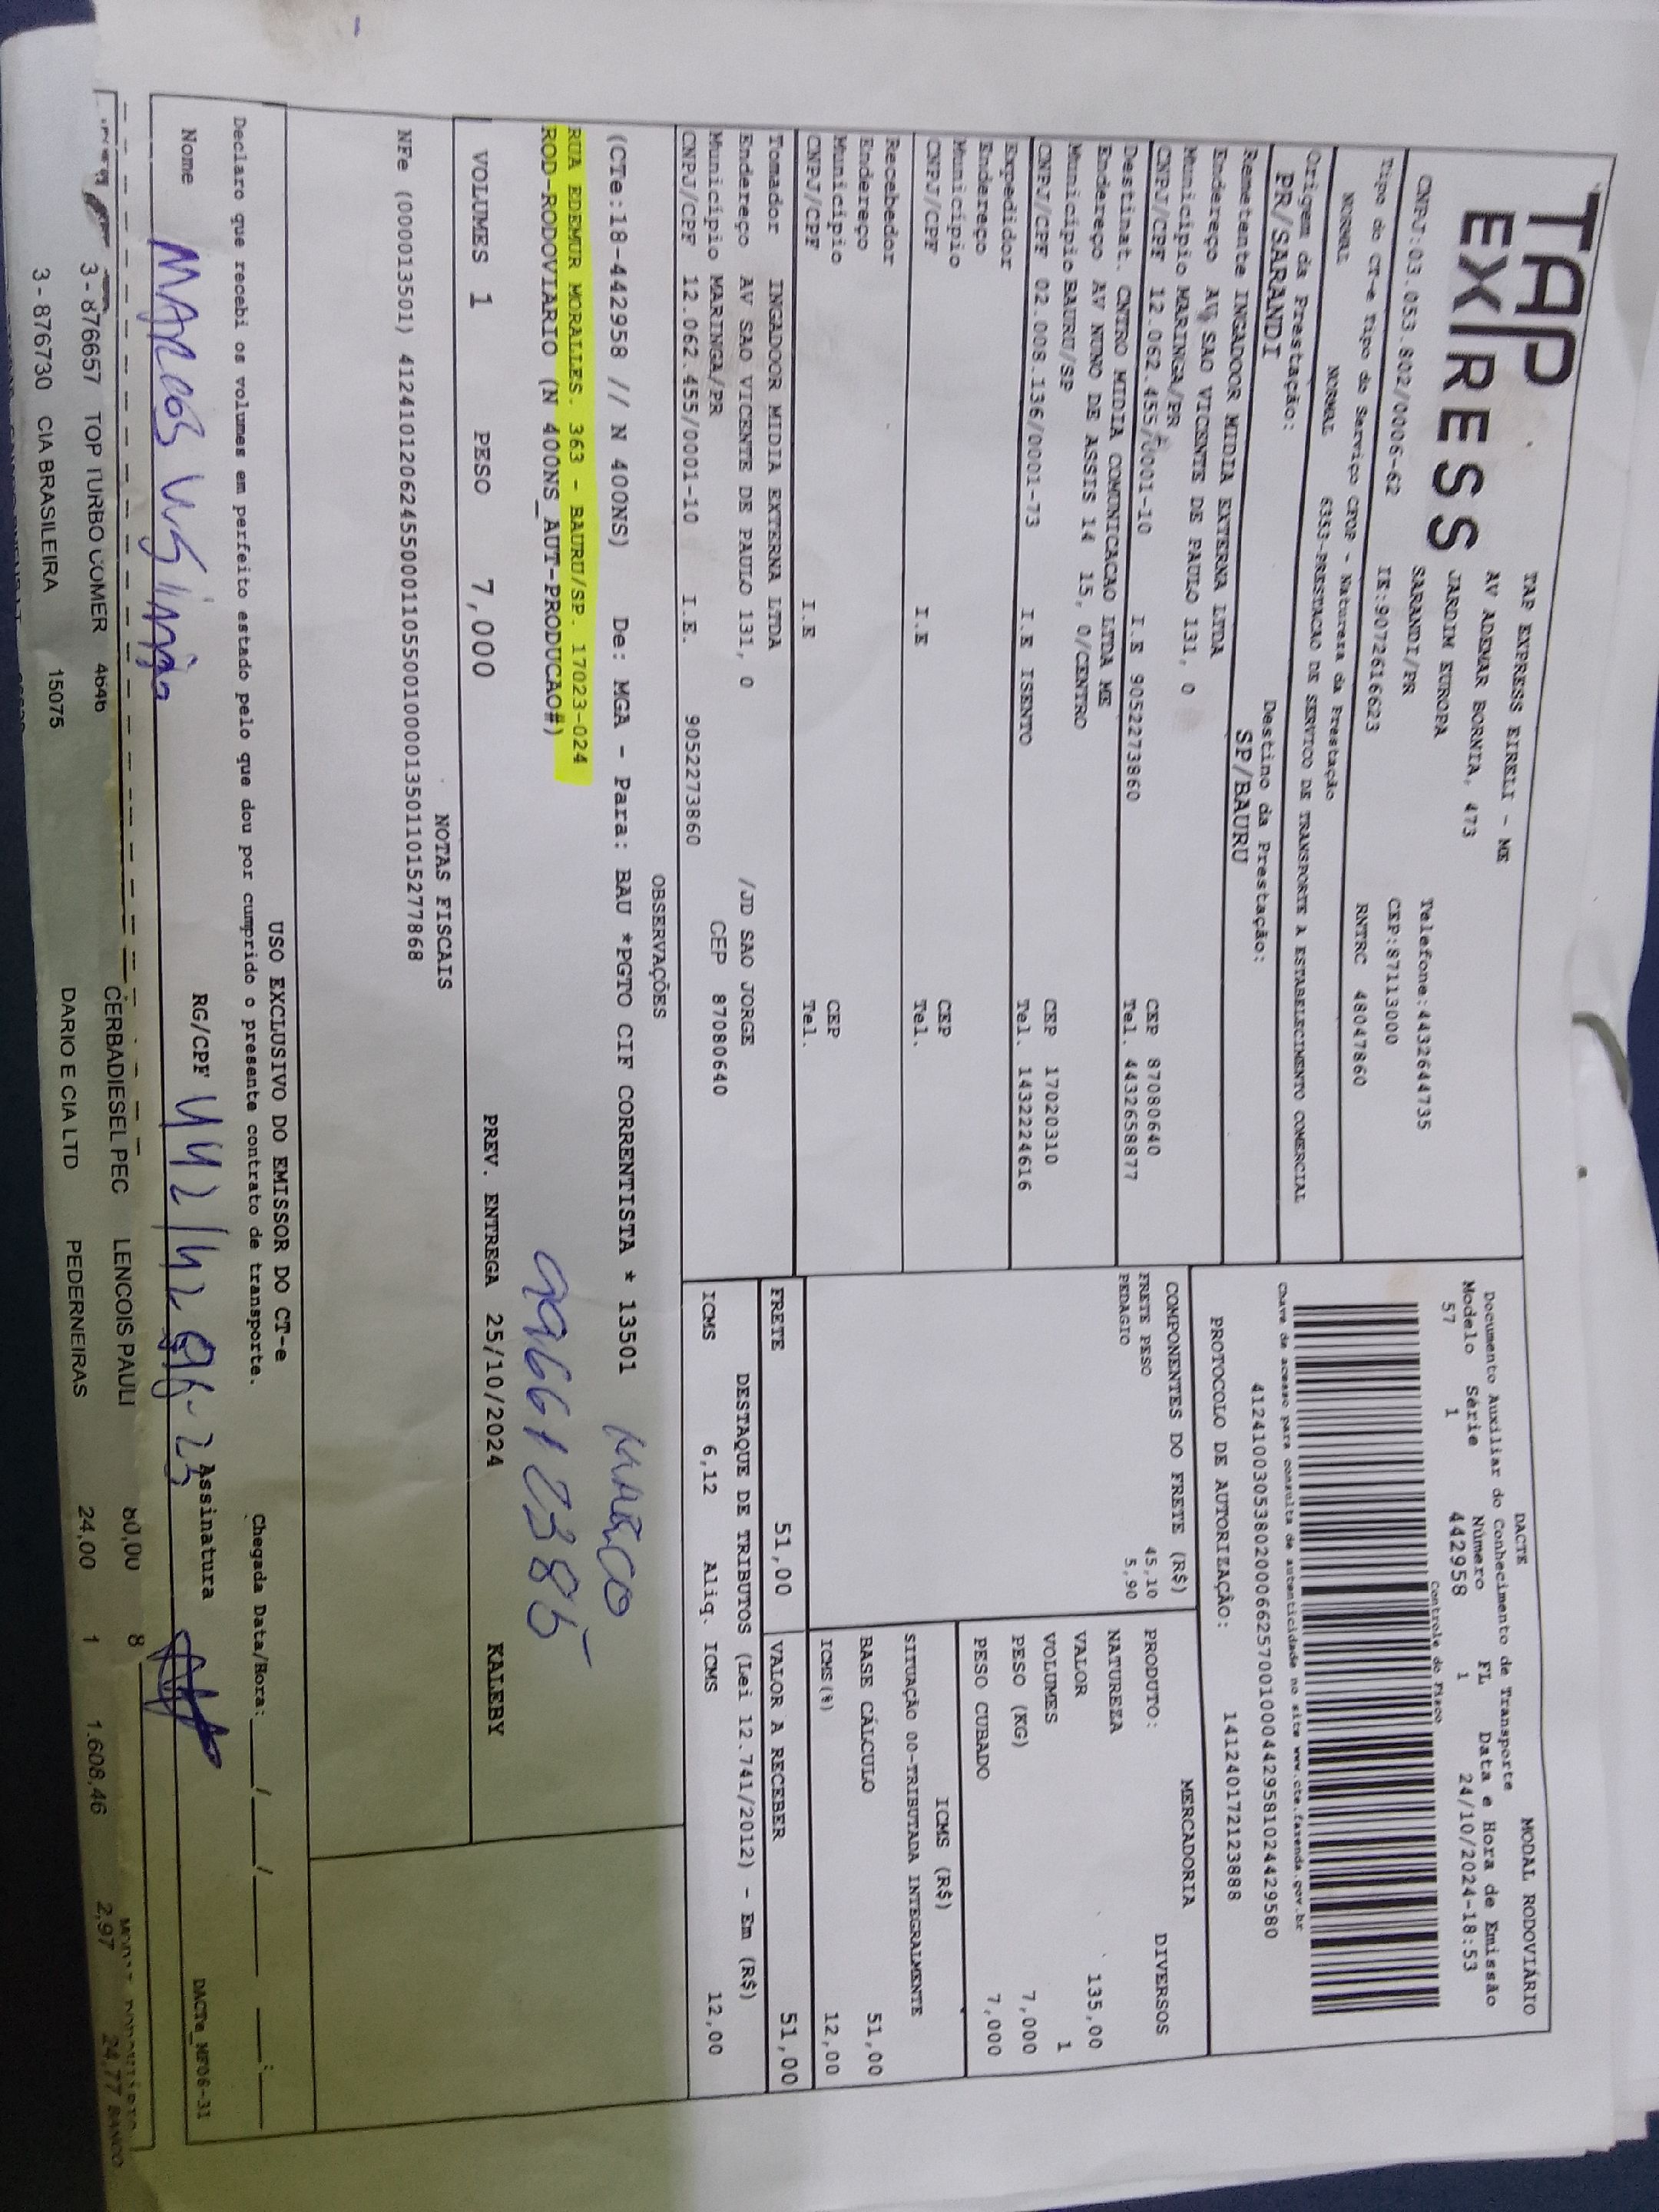 TAP
EX/RESS
TAP EXPRESS EIRELI - ME
AV ADEMAR BORNIA, 473
JARDIM EUROPA
SARANDI/PR
Telefone:4432644735
CEP:87113000
CNPJ:03.053.802/0006-62 IE:9072616623 RNTRC 48047860
Tipo do CT-e Tipo do Serviço CFOP - Natureza da Prestação
NORMAL NORMAL 6353-PRESTACAO DE SERVICO DE TRANSPORTE A ESTABELECIMENTO COMERCIAL
Origem da Prestação: Destino da Prestação:
PR/SARANDI SP/BAURU
DACTE MODAL RODOVIÁRIO
Documento Auxiliar do Conhecimento de Transporte
Modelo Série Número FL Data e Hora de Emissão
57 1 442958 1 24/10/2024-18:53
Controle do Fisco
Chave de acesso para consulta de autenticidade no site www.cte.fazenda.gov.br
41241003053802000662570010004429581024429580
PROTOCOLO DE AUTORIZAÇÃO: 141240172123888
Remetente INGADOR MIDIA EXTERNA LTDA
Endereço AV SAO VICENTE DE PAULO 131, 0
Município MARINGA/PR CEP 87080640
CNPJ/CPF 12.062.455/0001-10 I.E 9052273860 Tel. 4432658877
Destinat. CNTRO MIDIA COMUNICACAO LTDA ME
Endereço AV NUNO DE ASSIS 14 15, 0/CENTRO
Município BAURU/SP CEP 17020310
CNPJ/CPF 02.008.136/0001-73 I.E ISENTO Tel. 1432224616
Expedidor
Endereço
Município CEP
CNPJ/CPF I.E Tel.
Recebedor
Endereço
Município CEP
CNPJ/CPF I.E Tel.
Tomador INGADOR MIDIA EXTERNA LTDA
Endereço AV SAO VICENTE DE PAULO 131, 0 /JD SAO JORGE
Município MARINGA/PR CEP 87080640
CNPJ/CPF 12.062.455/0001-10 I.E. 9052273860
COMPONENTES DO FRETE (R$)
FRETE PESO 45,10
PEDAGIO 5,90
MERCADORIA
PRODUTO: DIVERSOS
NATUREZA
VALOR 135,00
VOLUMES 1
PESO (KG) 7,000
PESO CUBADO 7,000
ICMS (R$)
SITUAÇÃO 00-TRIBUTADA INTEGRALMENTE
BASE CÁLCULO 51,00
ICMS(%) 12,00
FRETE 51,00 VALOR A RECEBER 51,00
DESTAQUE DE TRIBUTOS (Lei 12.741/2012) - Em (R$)
ICMS 6,12 Aliq. ICMS 12,00
OBSERVAÇÕES
(CTe:18-442958 // N 400NS) De: MGA - Para: BAU *PGTO CIF CORRENTISTA * 13501
RUA EDEMUR MORALLES. 363 - BAURU/SP. 17023-024
ROD-RODOVIARIO (N 400NS_AUT-PRODUCAO#)
VOLUMES 1 PESO 7,000 PREV. ENTREGA 25/10/2024 KALEBY
NOTAS FISCAIS
NFe (000013501) 41241012062455000110550010000135011015277868
USO EXCLUSIVO DO EMISSOR DO CT-e
Declaro que recebi os volumes em perfeito estado pelo que dou por cumprido o presente contrato de transporte.
Chegada Data/Hora:___/___/_____ ___:___
Nome RG/CPF Assinatura DACTe_MF06-31
3 - 876657 TOP TURBO COMER 4646 CERBADIESEL PEC LENCOIS PAULI 80,00 8
3 - 876730 CIA BRASILEIRA 15075 DARIO E CIA LTD PEDERNEIRAS 24,00 1 1.608,46 2,97 24,77 BANCO